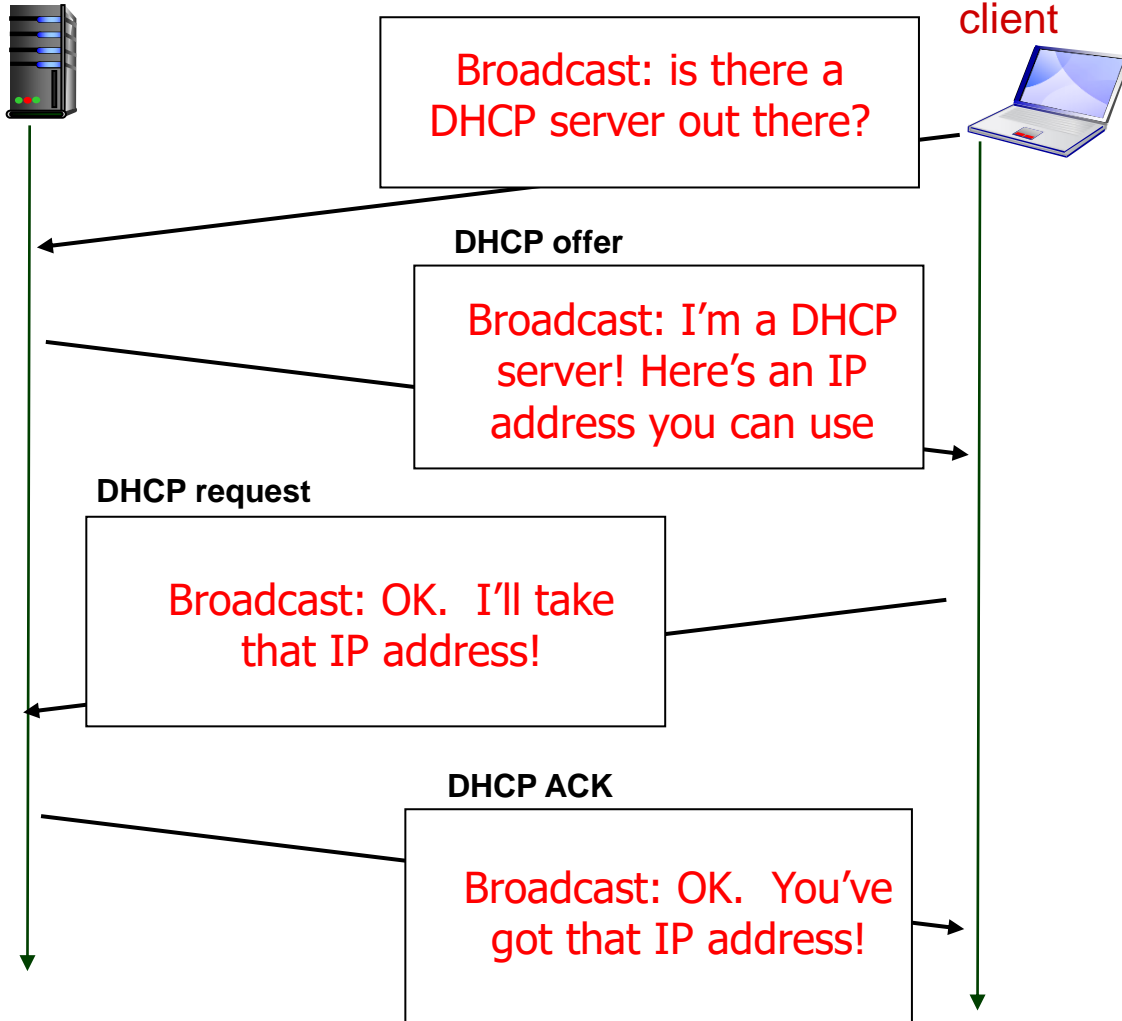 client
Broadcast: is there a
DHCP server out there?
DHCP offer
Broadcast: I’m a DHCP
server! Here’s an IP
address you can use
DHCP request
Broadcast: OK.  I’ll take
that IP address!
DHCP ACK
Broadcast: OK.  You’ve
got that IP address!